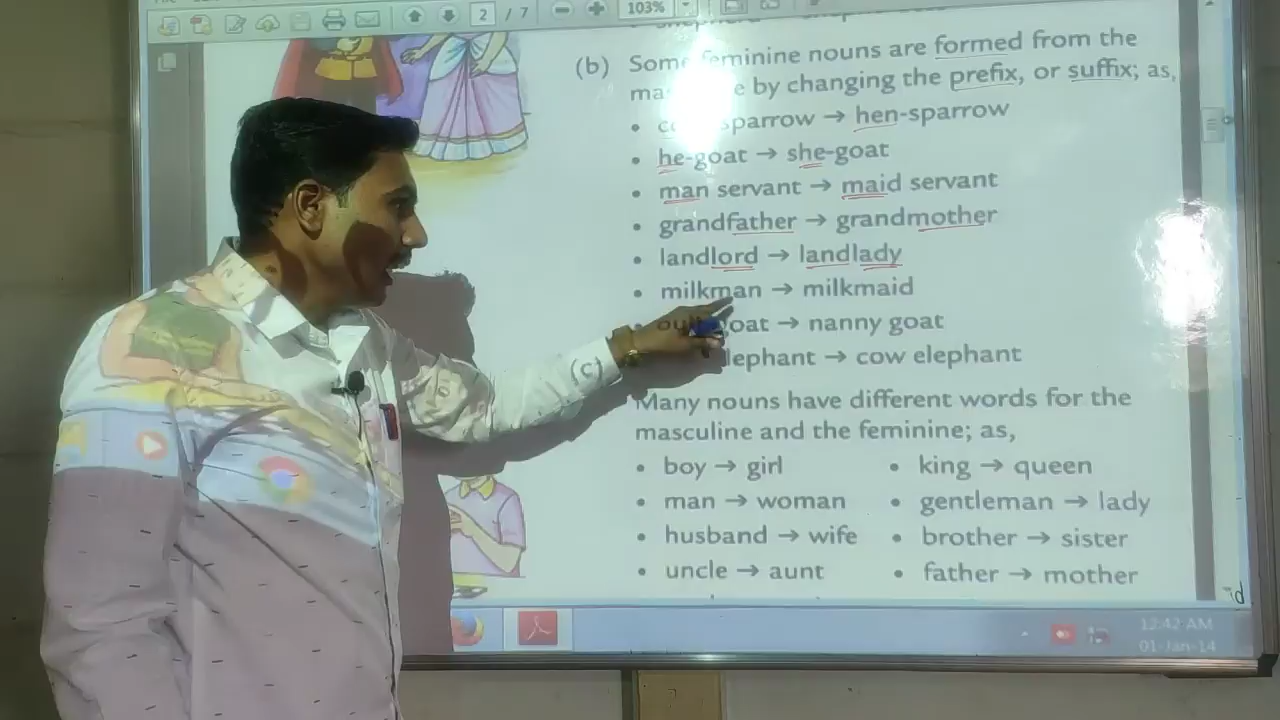 2 / 7
103%
(b) Some feminine nouns are formed from the
ma e by changing the prefix, or suffix; as,
• sparrow → hen-sparrow
• he-goat → she-goat
• man servant → maid servant
• grandfather → grandmother
• landlord → landlady
• milkman → milkmaid
• goat → nanny goat
lephant → cow elephant
(c) Many nouns have different words for the
masculine and the feminine; as,
• boy → girl • king → queen
• man → woman • gentleman → lady
• husband → wife • brother → sister
• uncle → aunt • father → mother
12:42 AM
01-Jan-14